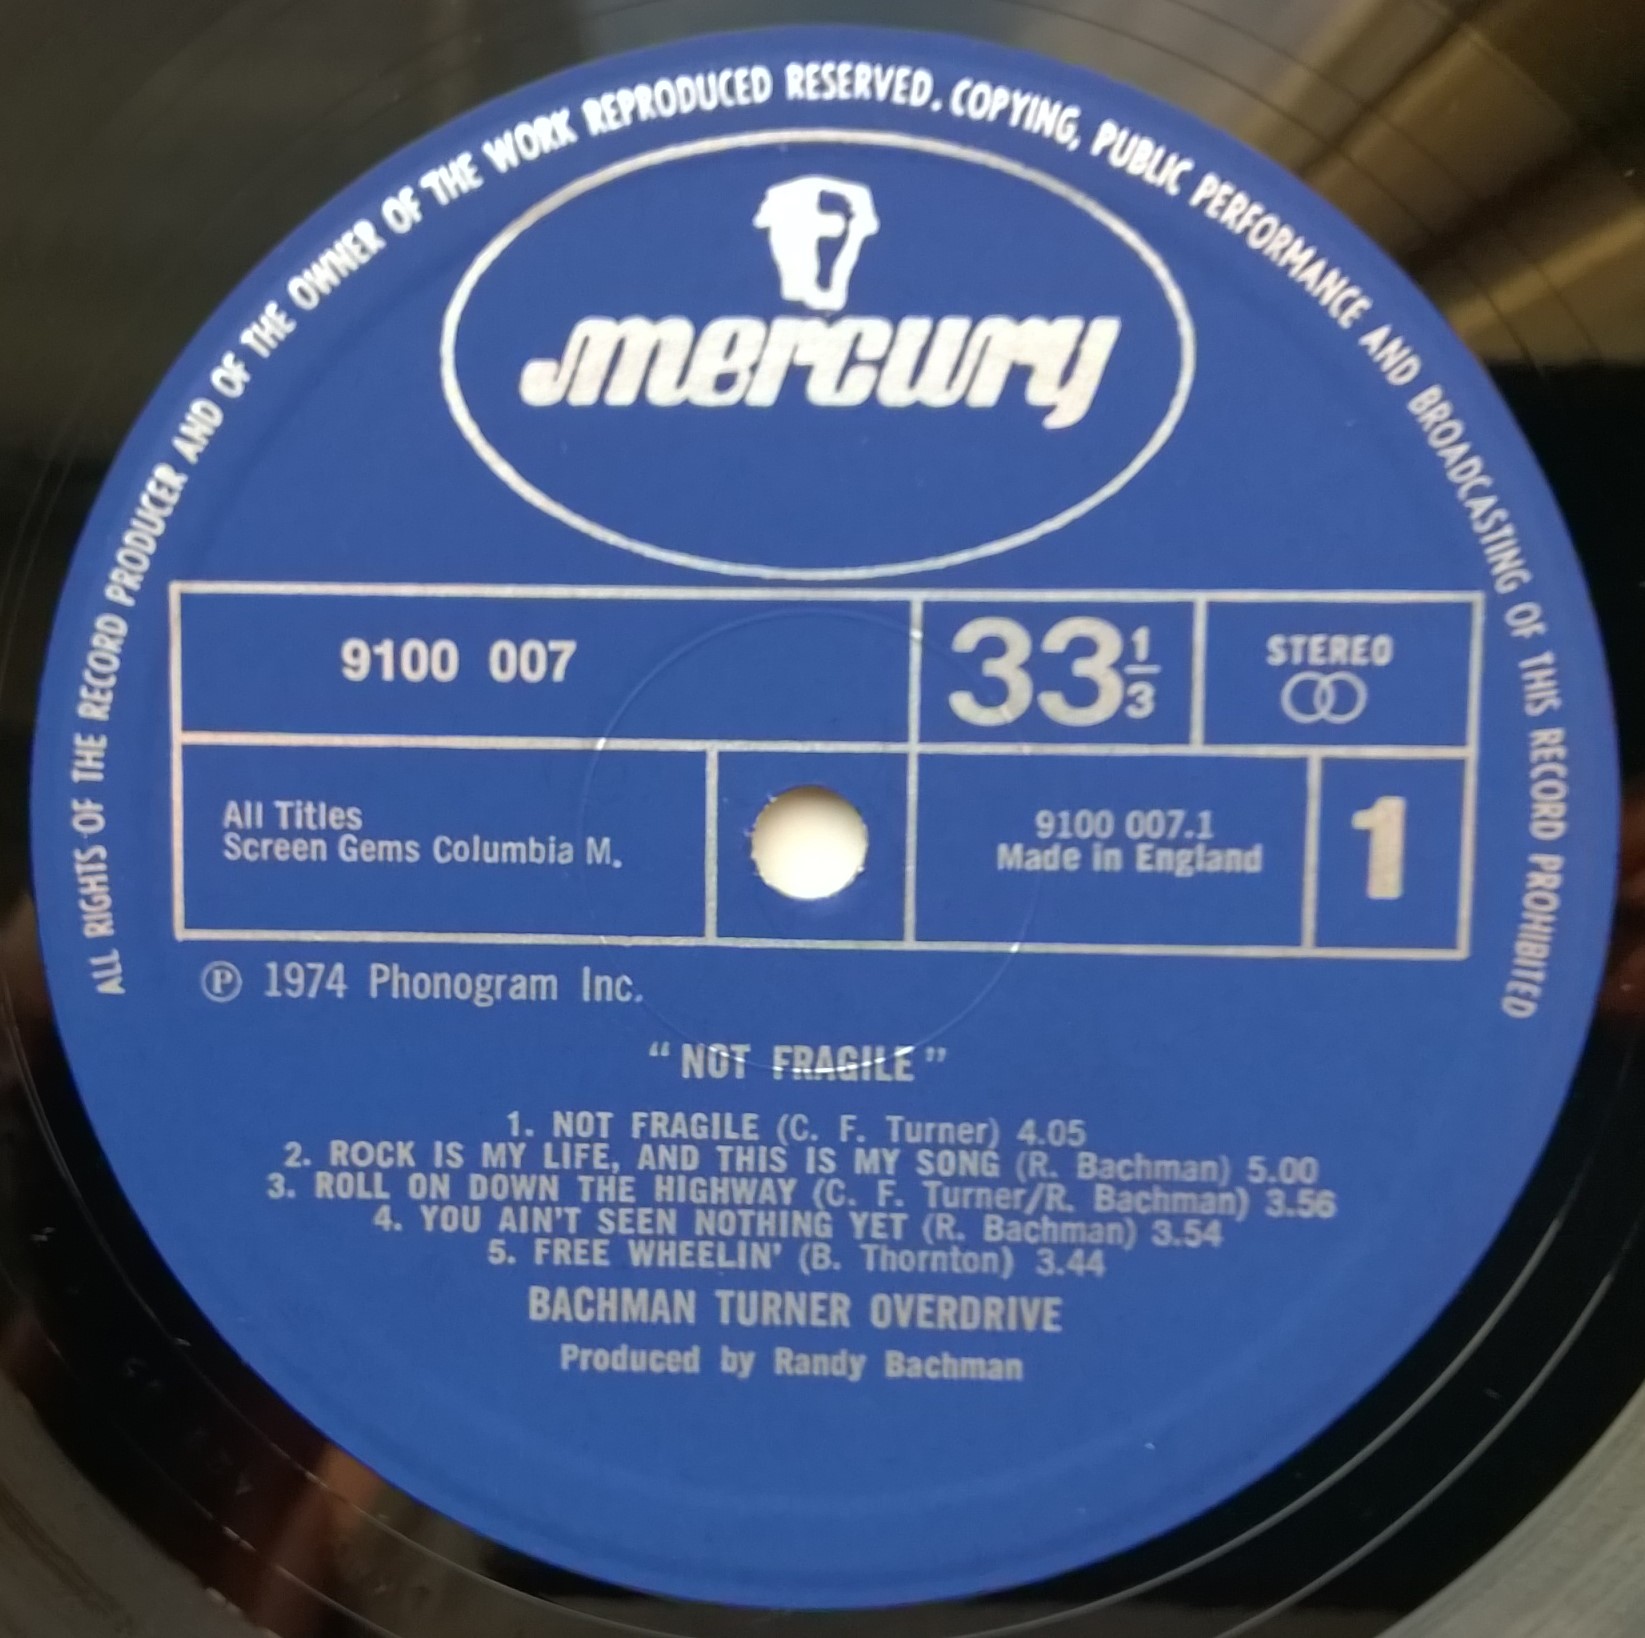 ALL RIGHTS OF THE RECORD PRODUCER AND OF THE OWNER OF THE WORK REPRODUCED RESERVED. COPYING, PUBLIC PERFORMANCE AND BROADCASTING OF THIS RECORD PROHIBITED
mercury
9100 007
33 1/3
STEREO
All Titles
Screen Gems Columbia M.
9100 007.1
Made in England
1
Ⓟ 1974 Phonogram Inc.
“NOT FRAGILE”
1. NOT FRAGILE (C. F. Turner) 4.05
2. ROCK IS MY LIFE, AND THIS IS MY SONG (R. Bachman) 5.00
3. ROLL ON DOWN THE HIGHWAY (C. F. Turner/R. Bachman) 3.56
4. YOU AIN'T SEEN NOTHING YET (R. Bachman) 3.54
5. FREE WHEELIN' (B. Thornton) 3.44
BACHMAN TURNER OVERDRIVE
Produced by Randy Bachman